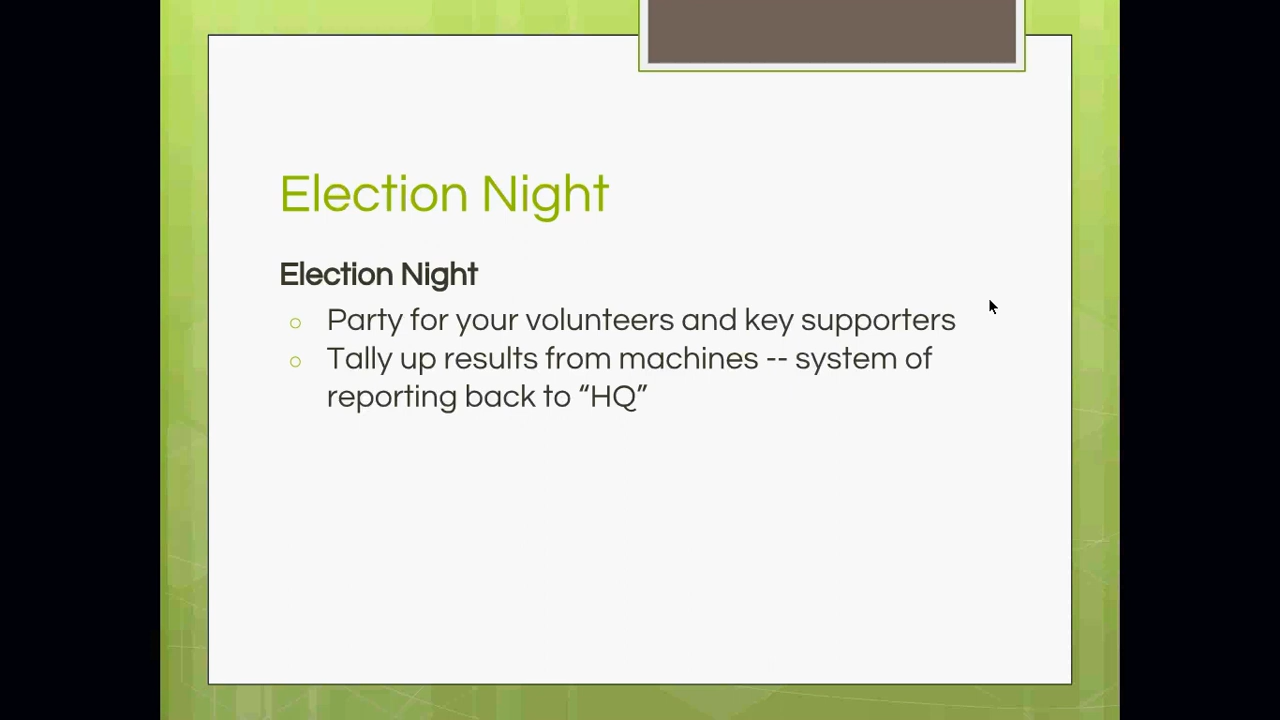 Election Night
Election Night
○ Party for your volunteers and key supporters
○ Tally up results from machines -- system of
reporting back to “HQ”